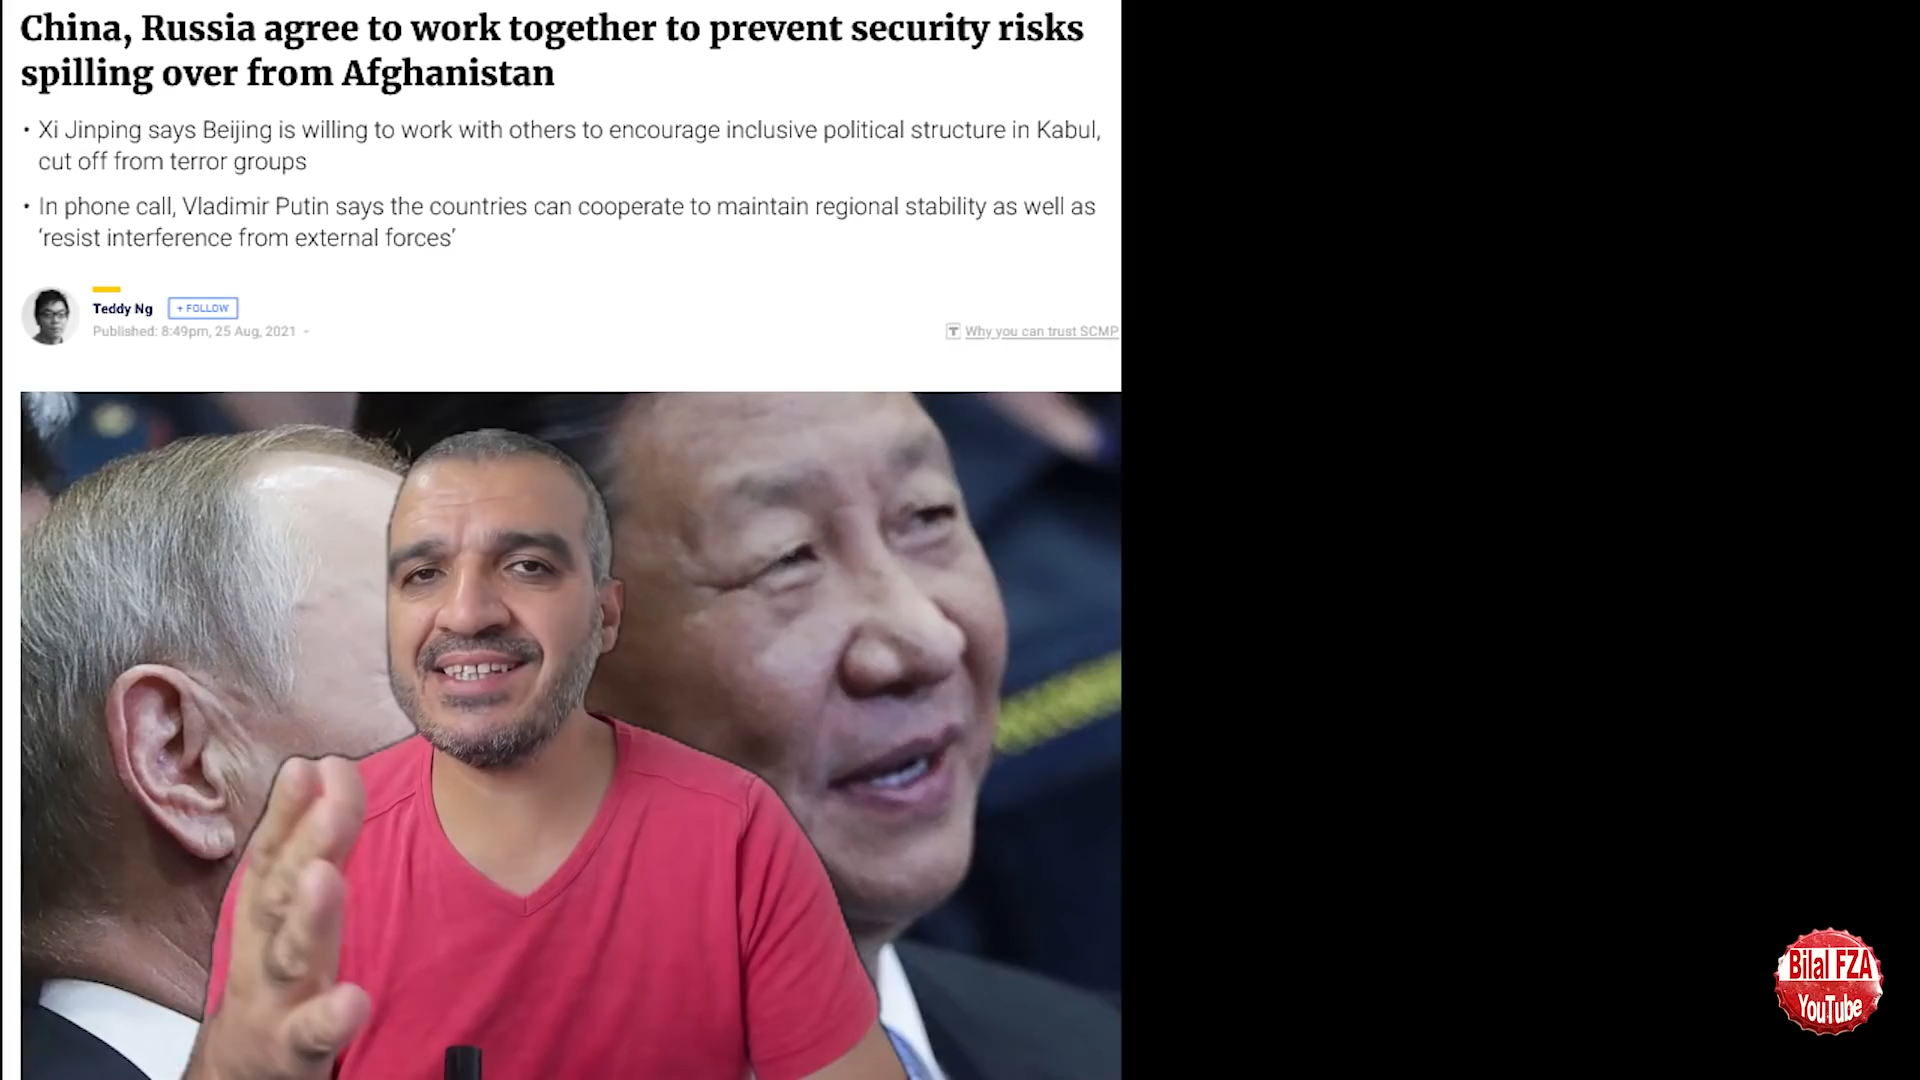 China, Russia agree to work together to prevent security risks
spilling over from Afghanistan
• Xi Jinping says Beijing is willing to work with others to encourage inclusive political structure in Kabul,
cut off from terror groups
• In phone call, Vladimir Putin says the countries can cooperate to maintain regional stability as well as
‘resist interference from external forces’
Teddy Ng + FOLLOW
Published: 8:49pm, 25 Aug, 2021
T Why you can trust SCMP
Bilal FZA
YouTube